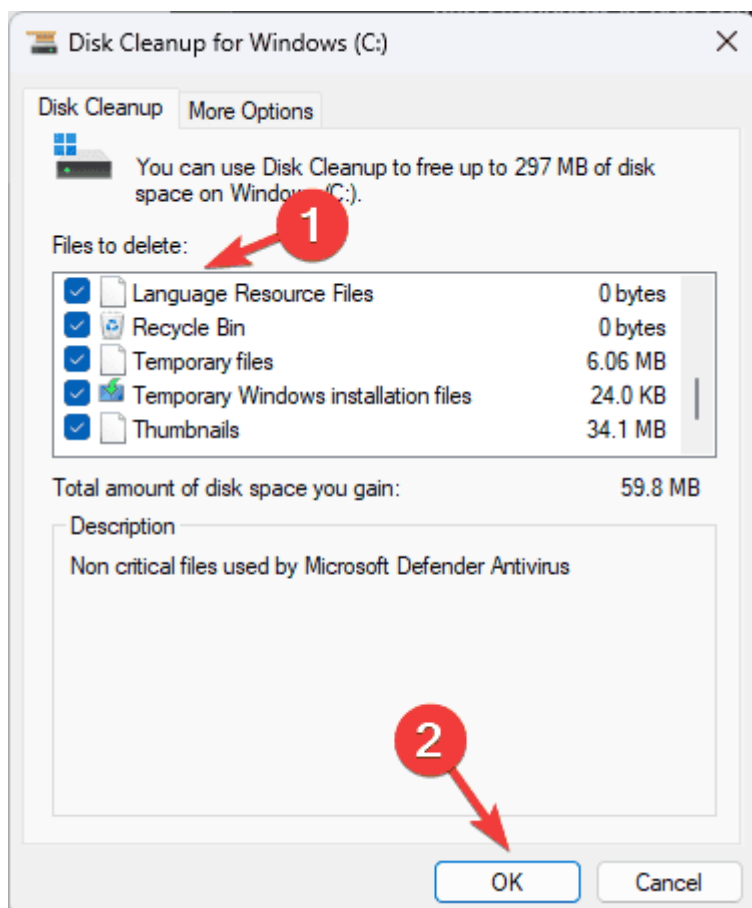 Disk Cleanup for Windows (C:)
Disk Cleanup
More Options
You can use Disk Cleanup to free up to 297 MB of disk
space on Windows (C:).
1
Files to delete:
Language Resource Files 0 bytes
Recycle Bin 0 bytes
Temporary files 6.06 MB
Temporary Windows installation files 24.0 KB
Thumbnails 34.1 MB
Total amount of disk space you gain: 59.8 MB
Description
Non critical files used by Microsoft Defender Antivirus
2
OK
Cancel